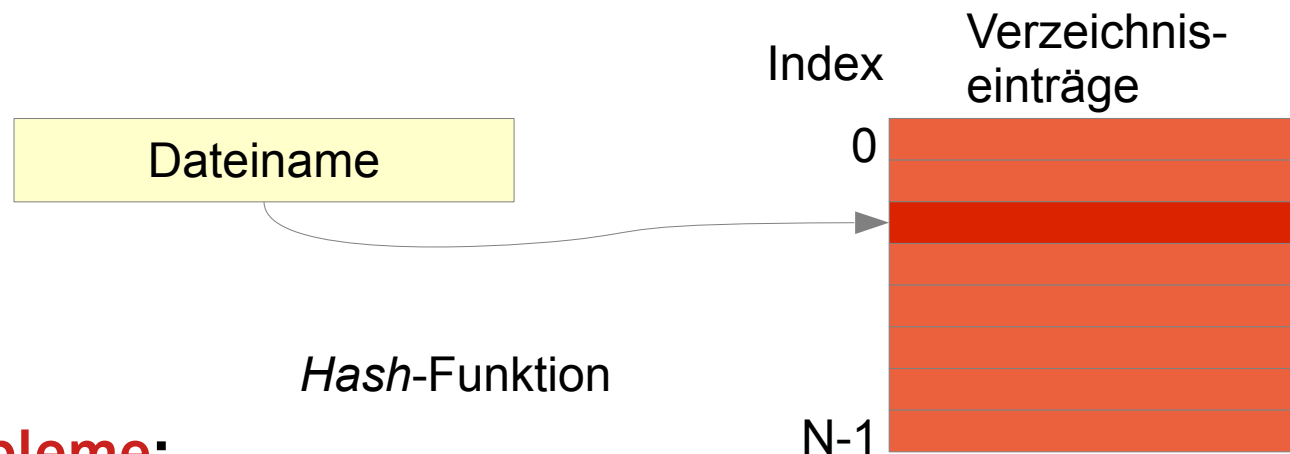 Index
Verzeichnis-
einträge
Dateiname
0
Hash-Funktion
N-1